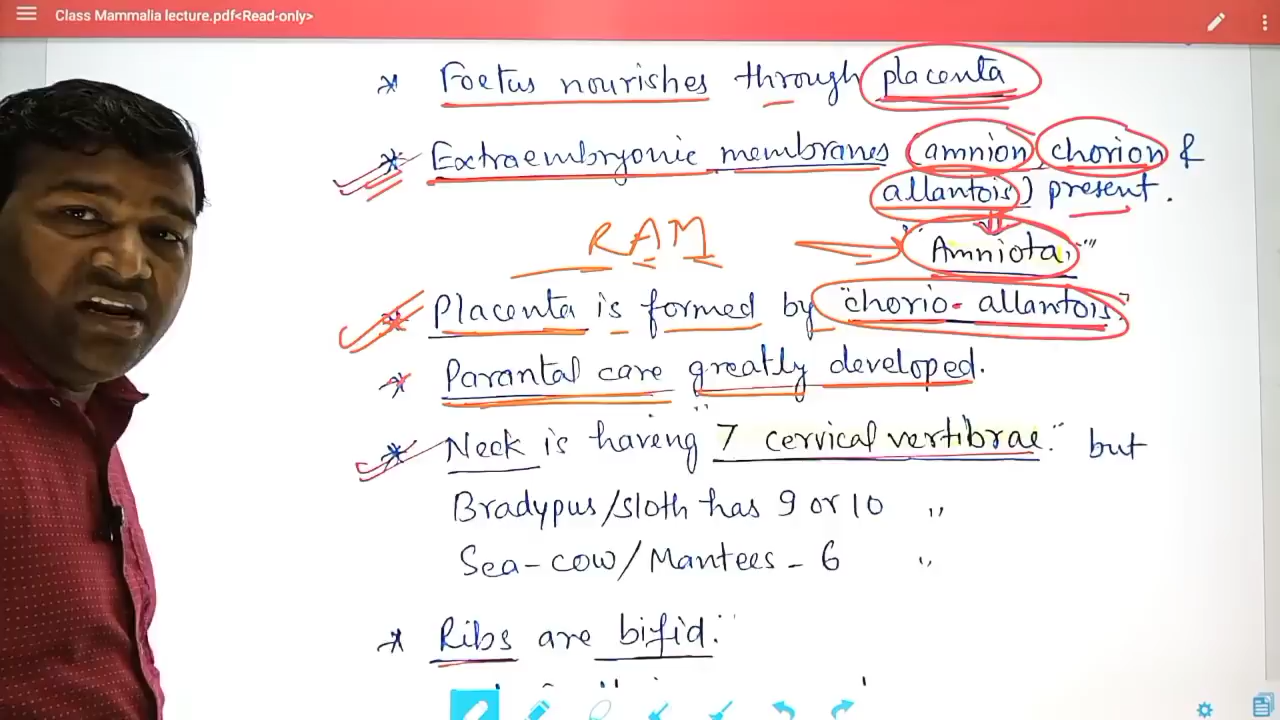 Class Mammalia lecture.pdf<Read-only>
* Foetus nourishes through placenta
* Extraembryonic membranes (amnion, chorion &
allantois) present.
RAM "Amniota"
* Placenta is formed by "chorio-allantois"
* Parantal care greatly developed.
* Neck is haveng "7 cervical vertibrae" but
Bradypus/sloth has 9 or 10 "
Sea-cow/Mantees - 6 "
* Ribs are bifid.